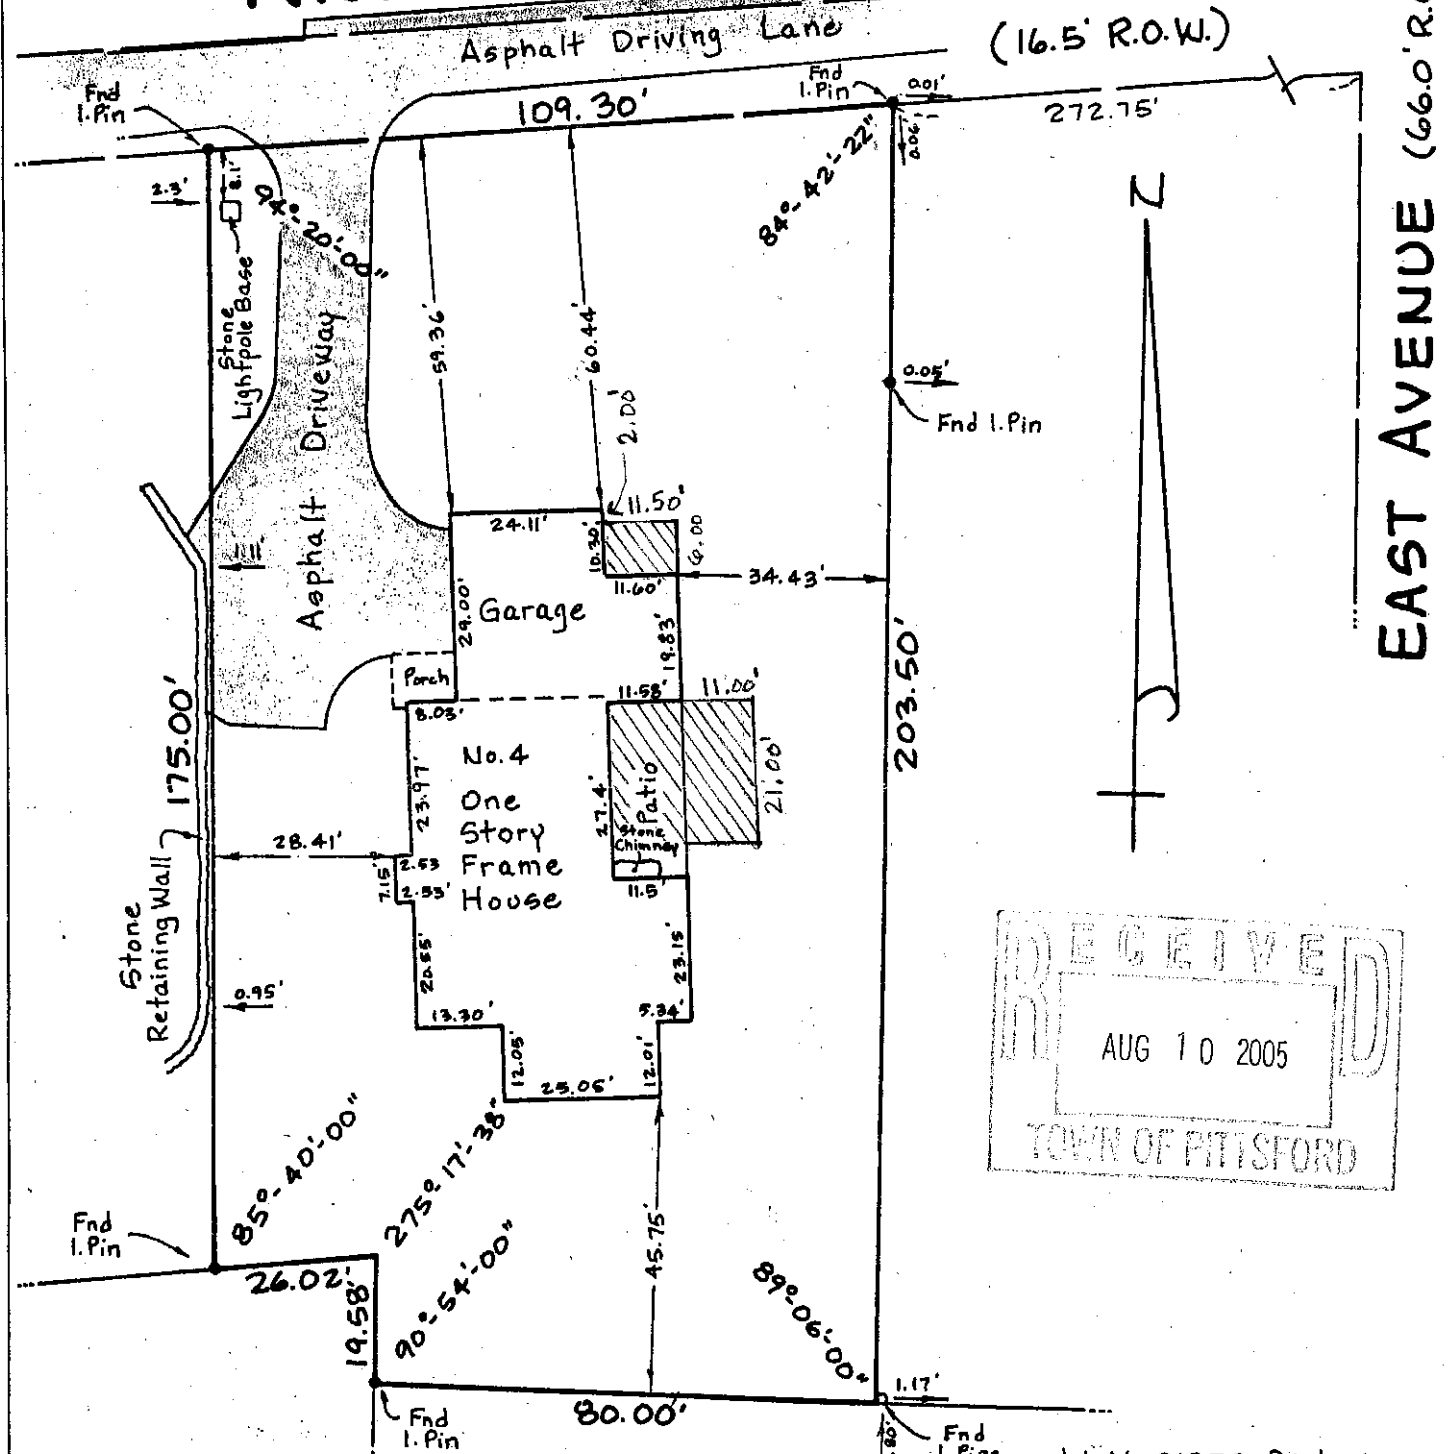 Asphalt Driving Lane
(16.5' R.O.W.)
EAST AVENUE (66.0' R.
Fnd
I.Pin
109.30'
Fnd
I.Pin
0.01'
0.06'
272.75'
84°-42'-22"
2.3'
8.1'
94°-20'-00"
Stone
Lightpole Base
Asphalt Driveway
59.36'
60.44'
2.00'
0.05'
Fnd I.Pin
N
24.11'
11.50'
10.30'
6.00
11.60'
34.43'
1.11'
29.00'
Garage
19.83'
203.50'
Porch
8.03'
11.58'
11.00'
175.00'
23.97'
No.4
One
Story
Frame
House
27.4'
Patio
Stone
Chimney
21.00'
28.41'
2.53
7.15'
2.53'
11.5'
Stone
Retaining Wall
20.55'
23.15'
0.95'
13.30'
5.34'
12.05'
12.01'
25.05'
RECEIVED
AUG 10 2005
TOWN OF PITTSFORD
85°-40'-00"
275°-17'-38"
90°-54'-00"
45.75'
89°-06'-00"
Fnd
I.Pin
26.02'
19.58'
80.00'
1.17'
Fnd
I.Pin
Fnd